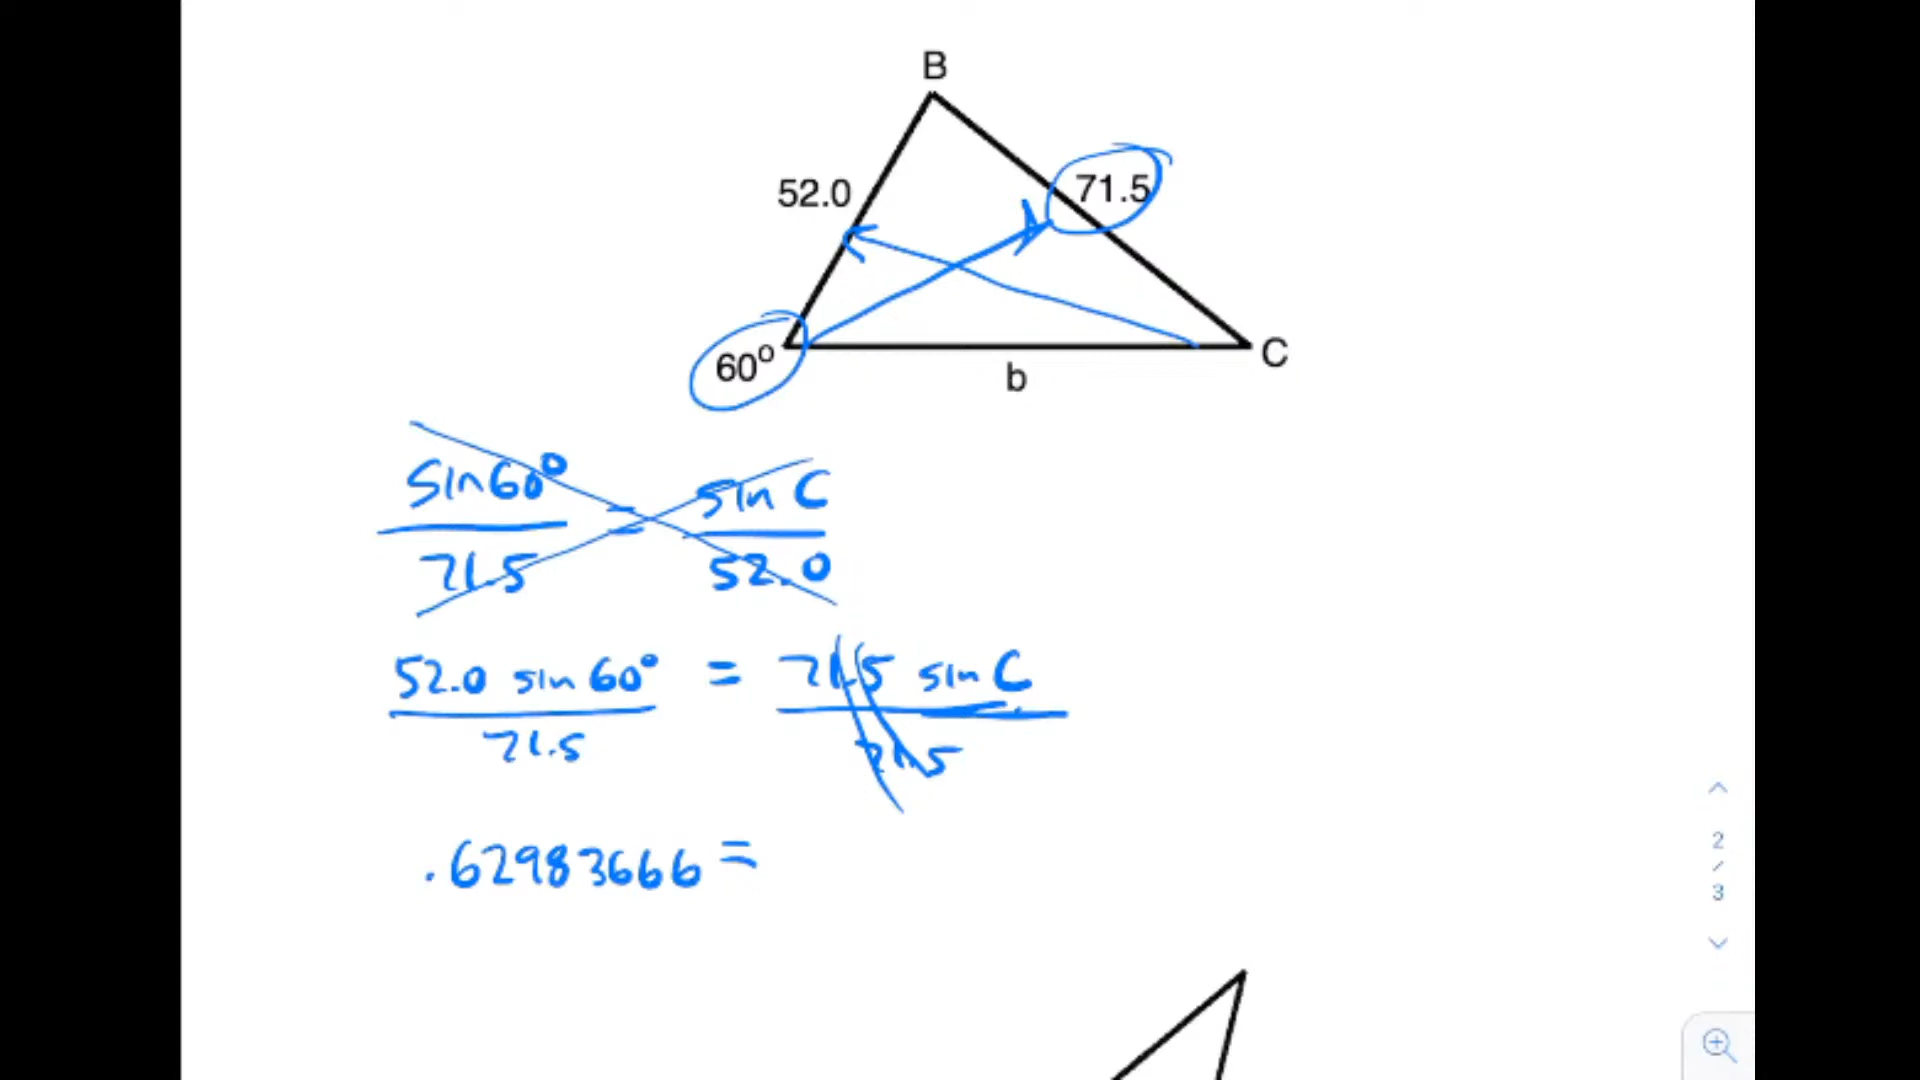 B
52.0
71.5
60°
b
C
sin60° = sin C
71.5 52.0
52.0 sin 60° = 71.5 sin C
71.5 71.5
.62983666 =
2
/
3